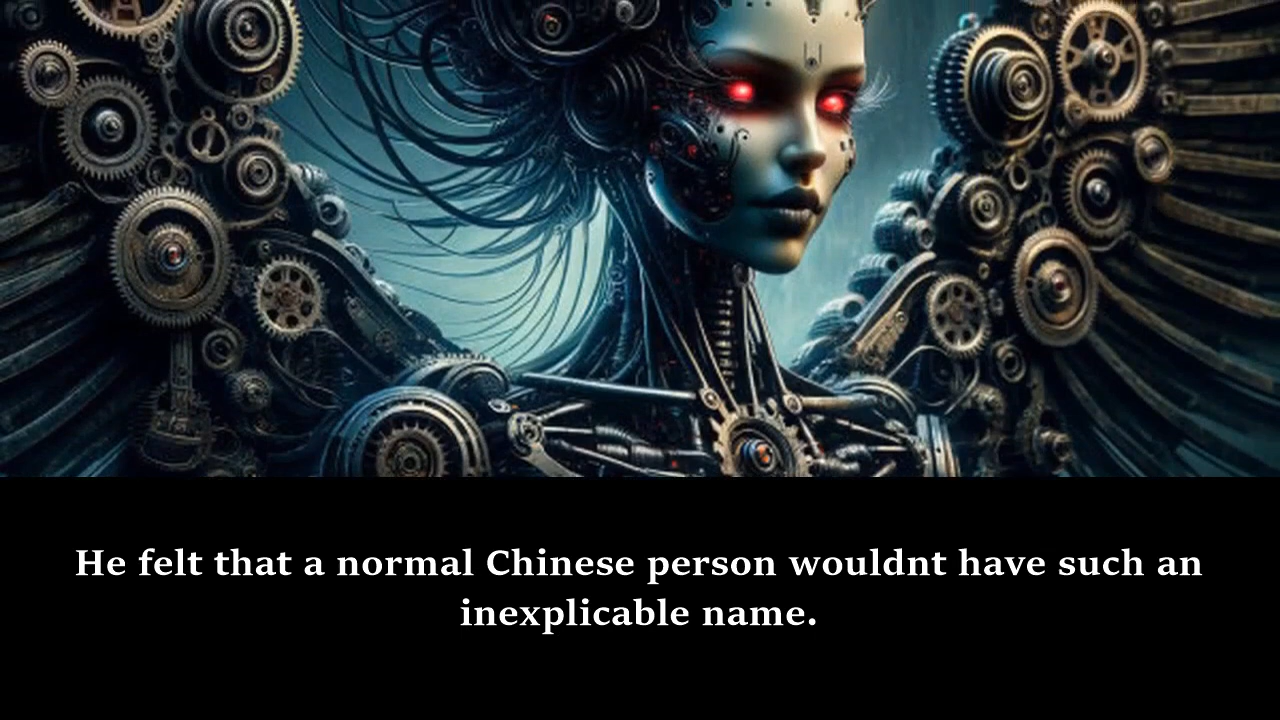 He felt that a normal Chinese person wouldnt have such an
inexplicable name.